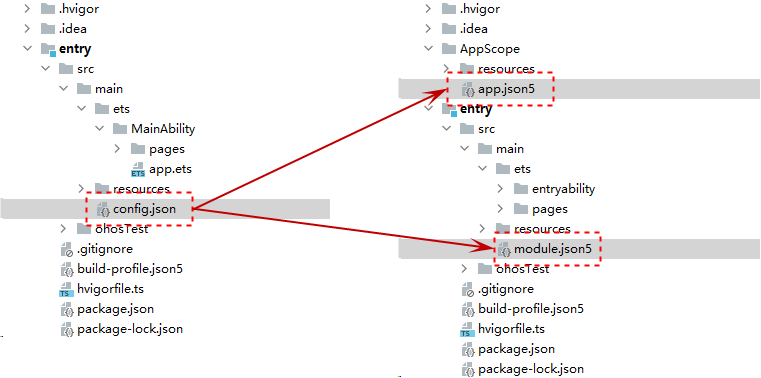 .hvigor
.idea
entry
src
main
ets
MainAbility
pages
app.ets
resources
config.json
ohosTest
.gitignore
build-profile.json5
hvigorfile.ts
package.json
package-lock.json
.hvigor
.idea
AppScope
resources
app.json5
entry
src
main
ets
entryability
pages
resources
module.json5
ohosTest
.gitignore
build-profile.json5
hvigorfile.ts
package.json
package-lock.json